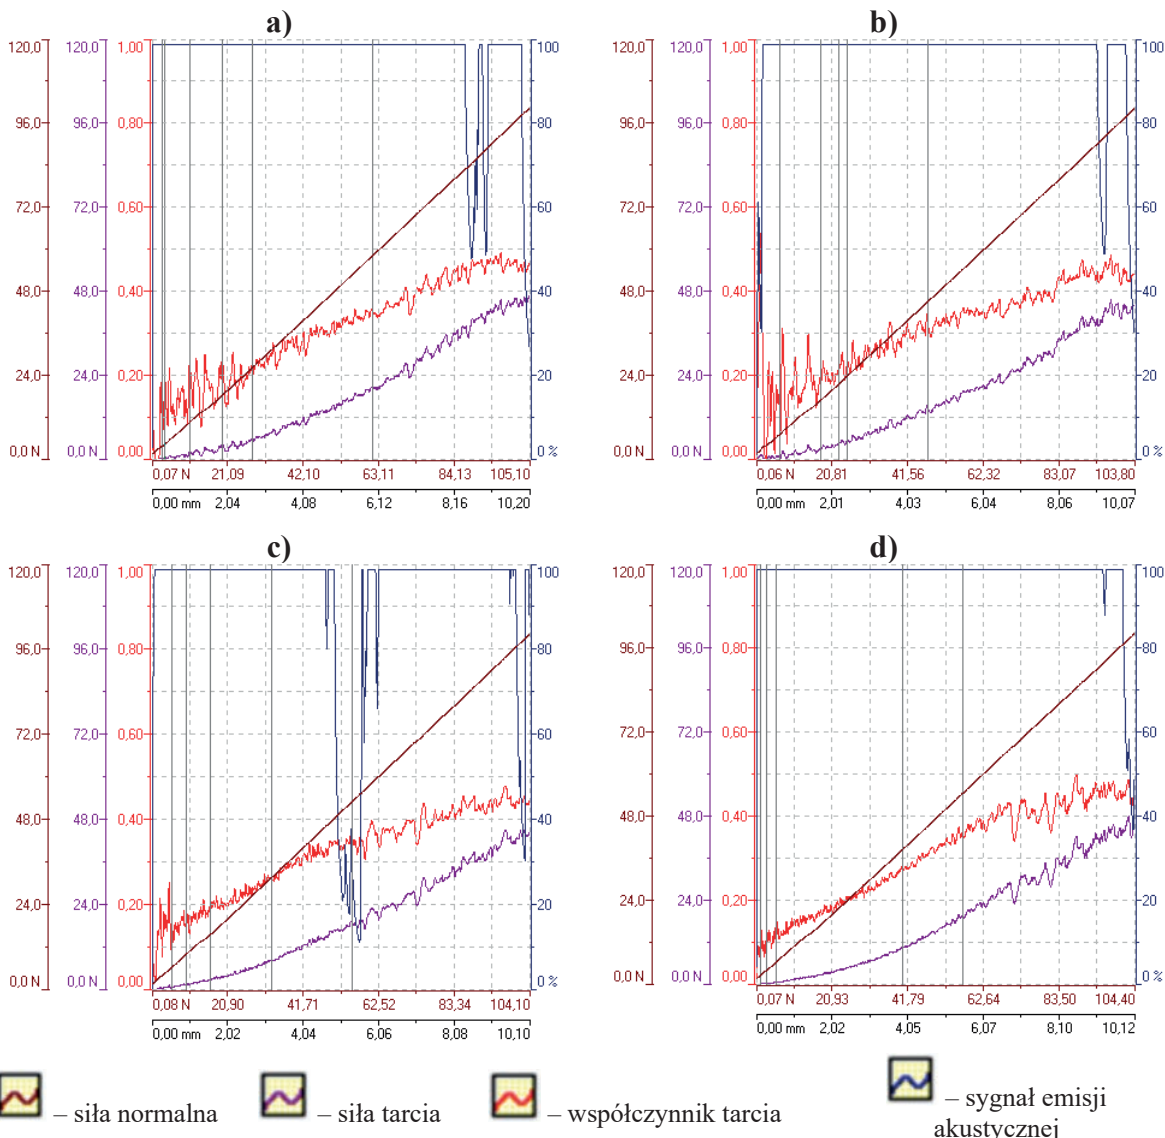 a)
120,0 120,0 1,00 100
96,0 96,0 0,80 80
72,0 72,0 0,60 60
48,0 48,0 0,40 40
24,0 24,0 0,20 20
0,0 N 0,0 N 0,00 0 %
0,07 N 21,09 42,10 63,11 84,13 105,10
0,00 mm 2,04 4,08 6,12 8,16 10,20
b)
120,0 120,0 1,00 100
96,0 96,0 0,80 80
72,0 72,0 0,60 60
48,0 48,0 0,40 40
24,0 24,0 0,20 20
0,0 N 0,0 N 0,00 0 %
0,06 N 20,81 41,56 62,32 83,07 103,80
0,00 mm 2,01 4,03 6,04 8,06 10,07
c)
120,0 120,0 1,00 100
96,0 96,0 0,80 80
72,0 72,0 0,60 60
48,0 48,0 0,40 40
24,0 24,0 0,20 20
0,0 N 0,0 N 0,00 0 %
0,08 N 20,90 41,71 62,52 83,34 104,10
0,00 mm 2,02 4,04 6,06 8,08 10,10
d)
120,0 120,0 1,00 100
96,0 96,0 0,80 80
72,0 72,0 0,60 60
48,0 48,0 0,40 40
24,0 24,0 0,20 20
0,0 N 0,0 N 0,00 0 %
0,07 N 20,93 41,79 62,64 83,50 104,40
0,00 mm 2,02 4,05 6,07 8,10 10,12
– siła normalna
– siła tarcia
– współczynnik tarcia
– sygnał emisji
akustycznej